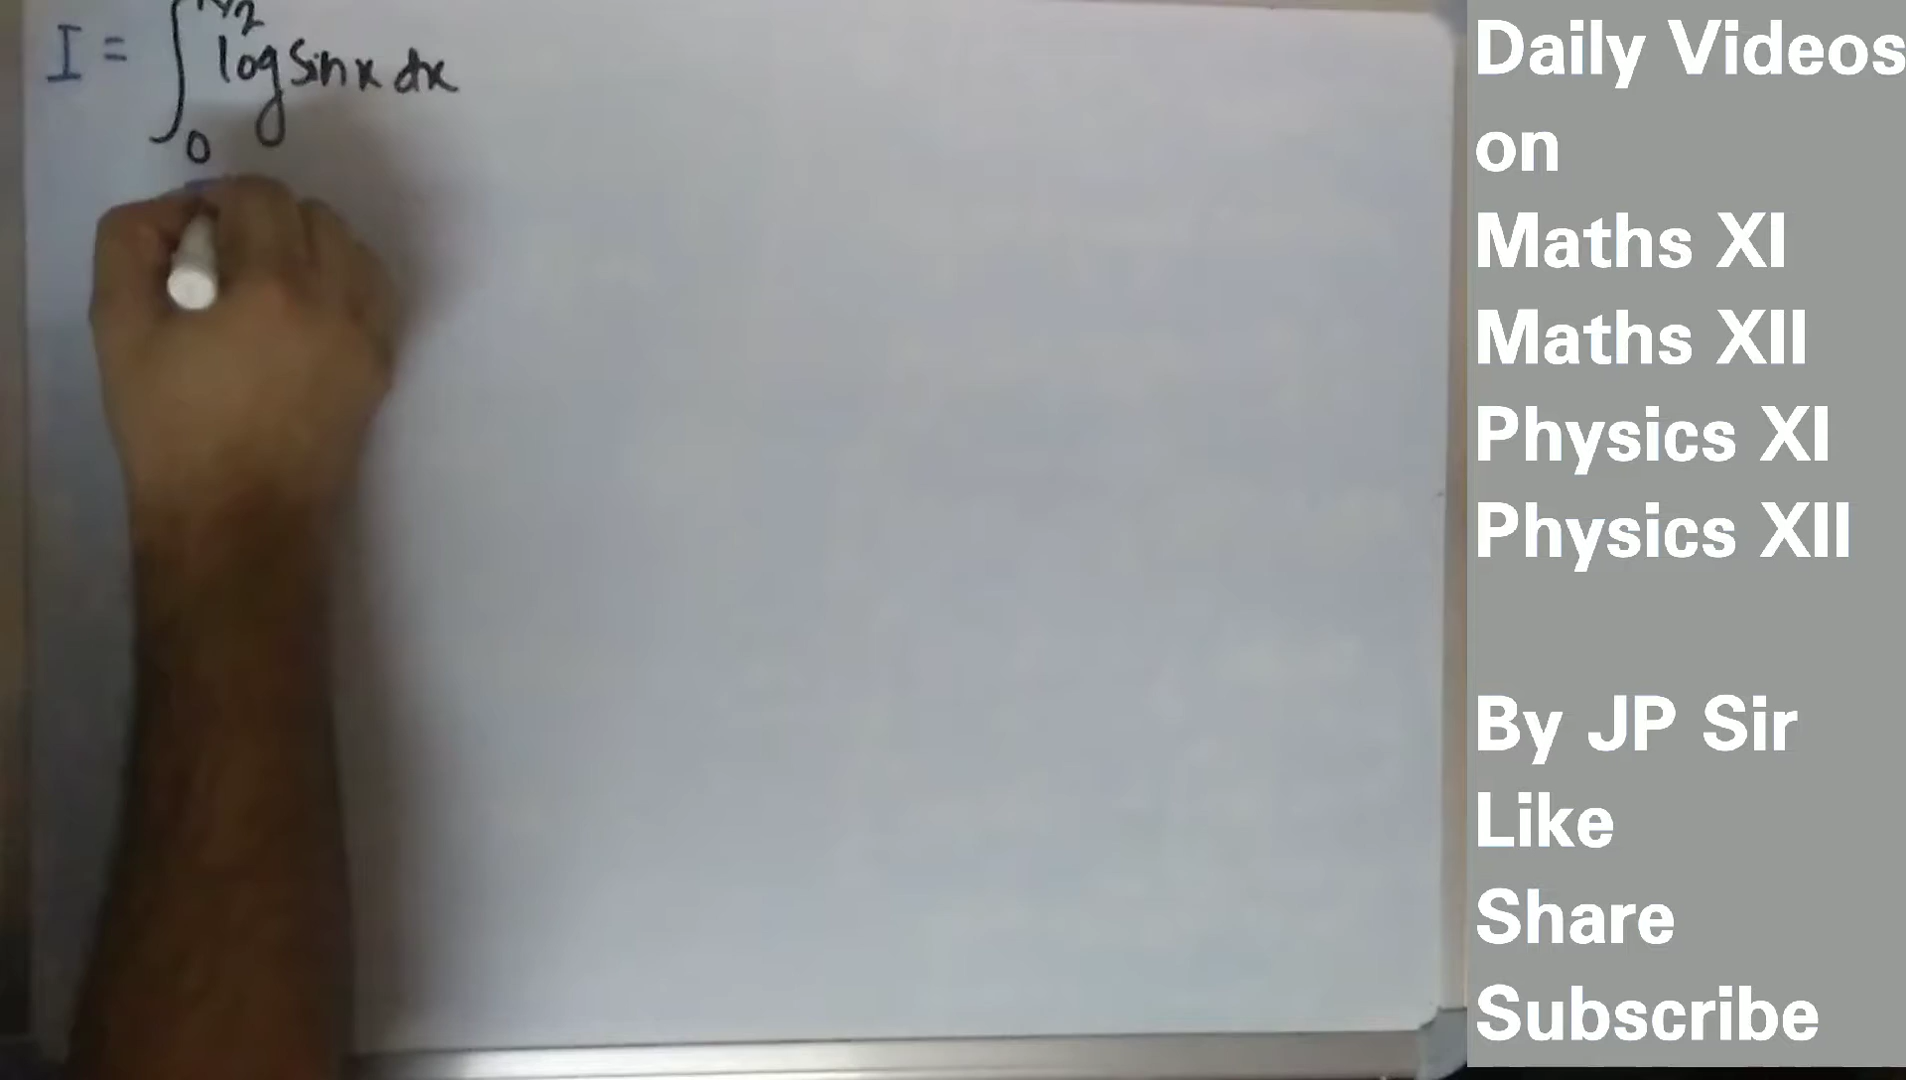 I = ∫₀^π/2 log sin x dx
Daily Videos
on
Maths XI
Maths XII
Physics XI
Physics XII
By JP Sir
Like
Share
Subscribe